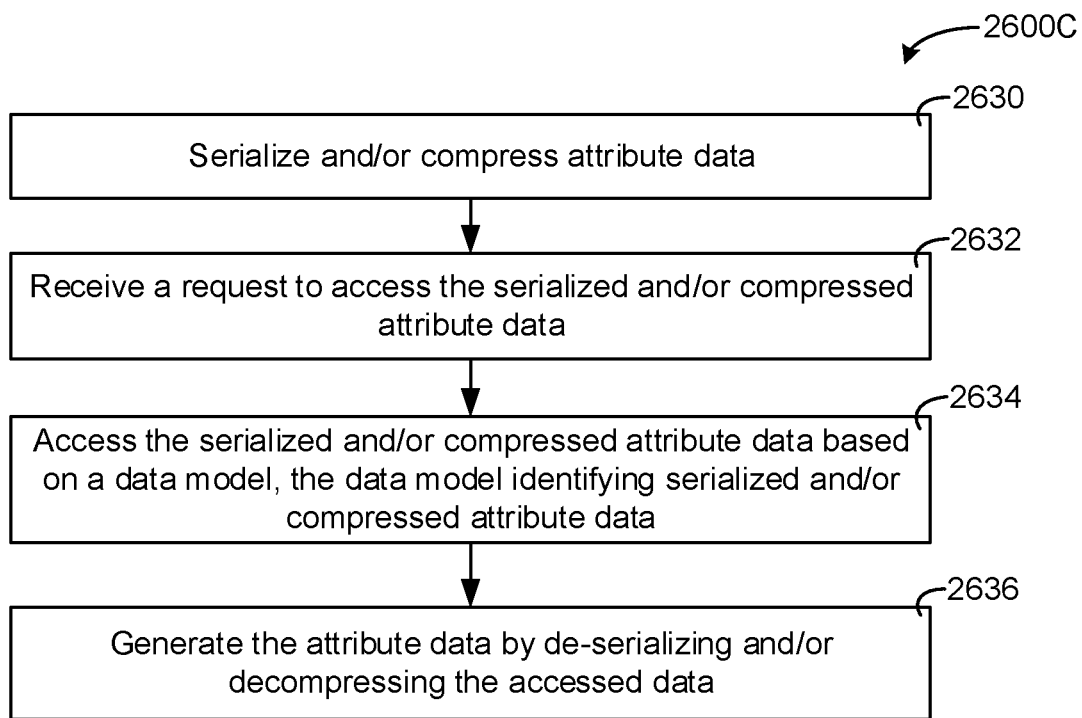 2600C
2630
Serialize and/or compress attribute data
2632
Receive a request to access the serialized and/or compressed
attribute data
2634
Access the serialized and/or compressed attribute data based
on a data model, the data model identifying serialized and/or
compressed attribute data
2636
Generate the attribute data by de-serializing and/or
decompressing the accessed data